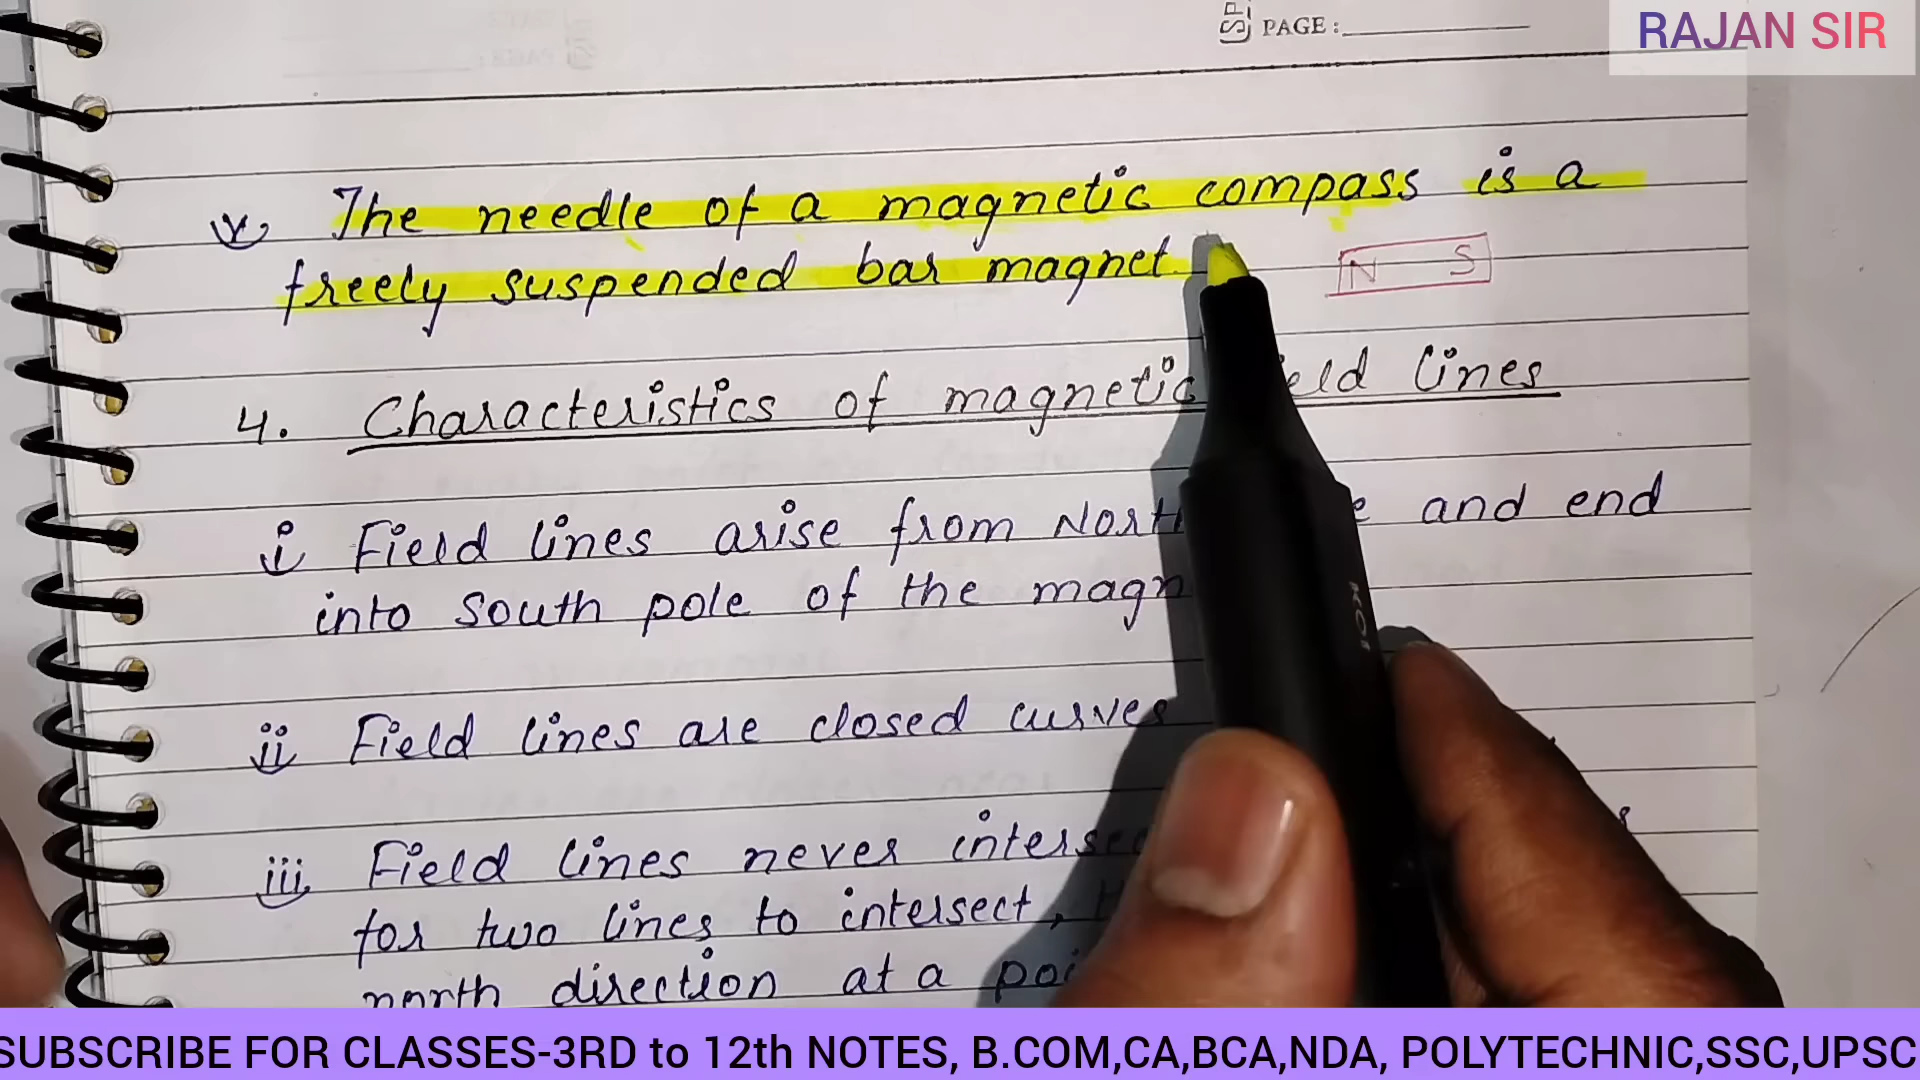 PAGE:
RAJAN SIR
v, The needle of a magnetic compass is a
freely suspended bar magnet.
N S
4. Characteristics of magnetic lines
i, Field lines arise from and end
into south pole of the
ii, Field lines are closed curves
iii, Field lines never
for two lines to intersect,
north direction at a
KOR
SUBSCRIBE FOR CLASSES-3RD to 12th NOTES, B.COM,CA,BCA,NDA, POLYTECHNIC,SSC,UPSC